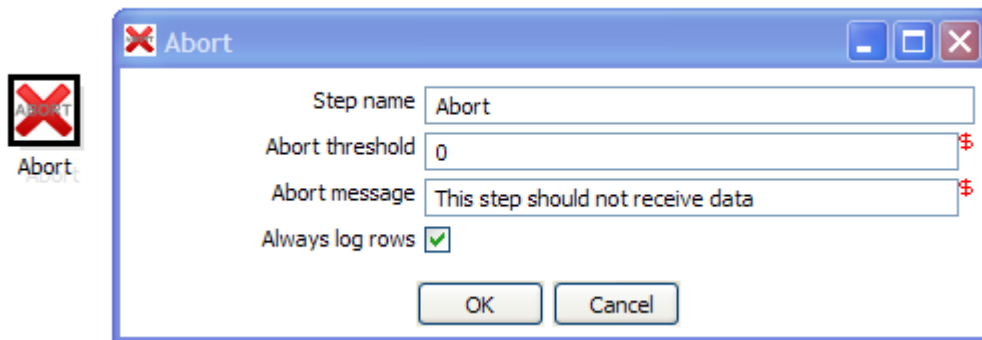 Abort
ABORT
Abort
Step name Abort
Abort threshold 0 $
Abort message This step should not receive data $
Always log rows
OK Cancel